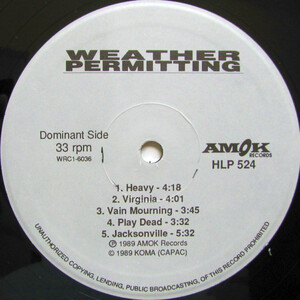 WEATHER
PERMITTING
Dominant Side
33 rpm
WRC1-6036
AMOK
RECORDS
HLP 524
1. Heavy - 4:18
2. Virginia - 4:01
3. Vain Mourning - 3:45
4. Play Dead - 3:32
5. Jacksonville - 5:32
℗ 1989 AMOK Records
© 1989 KOMA (CAPAC)
UNAUTHORIZED COPYING, LENDING, PUBLIC BROADCASTING, OF THIS RECORD PROHIBITED